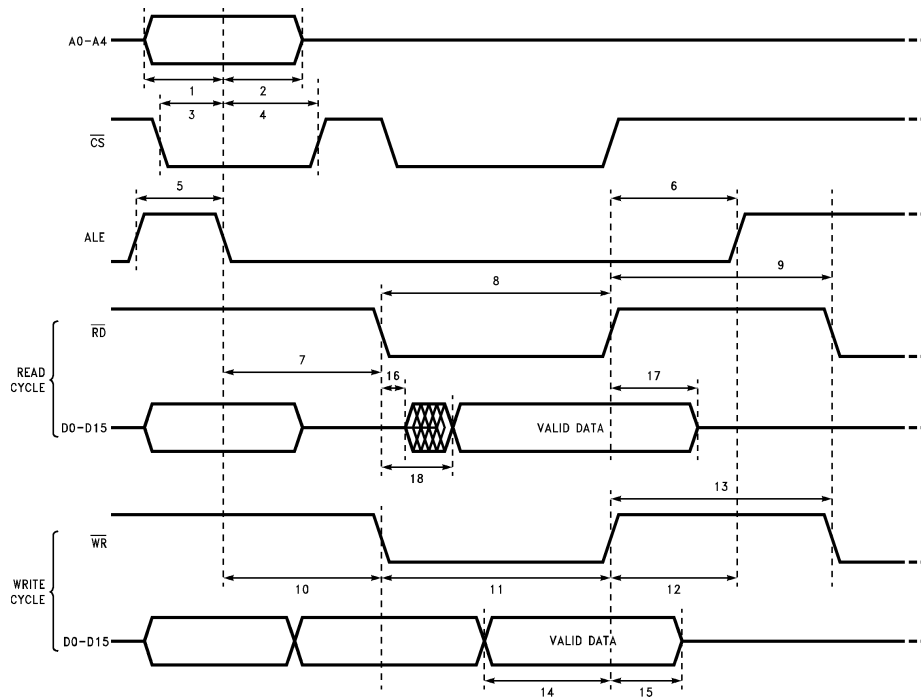 A0-A4
1 2
3 4
CS
5 6
ALE
9
8
RD
7
READ
CYCLE
16 17
D0-D15 VALID DATA
18
13
WR
10 11 12
WRITE
CYCLE
D0-D15 VALID DATA
14 15